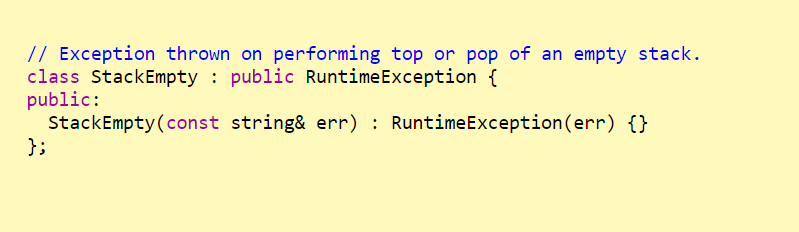 // Exception thrown on performing top or pop of an empty stack.
class StackEmpty : public RuntimeException {
public:
  StackEmpty(const string& err) : RuntimeException(err) {}
};